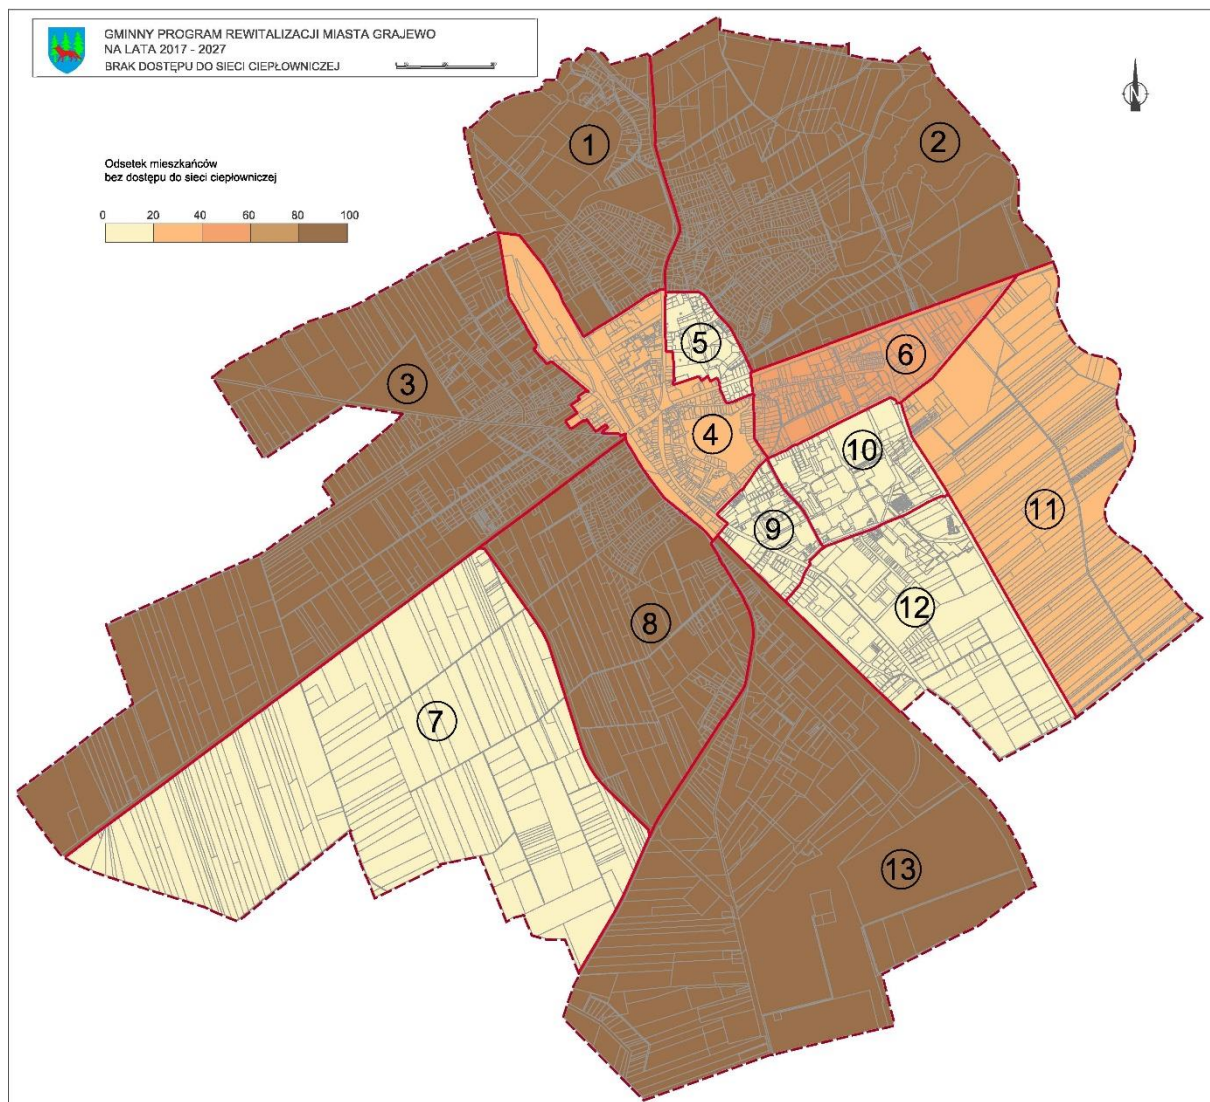 GMINNY PROGRAM REWITALIZACJI MIASTA GRAJEWO
NA LATA 2017 - 2027
BRAK DOSTĘPU DO SIECI CIEPŁOWNICZEJ
N
Odsetek mieszkańców
bez dostępu do sieci ciepłowniczej
0 20 40 60 80 100
1
2
3
4
5
6
7
8
9
10
11
12
13